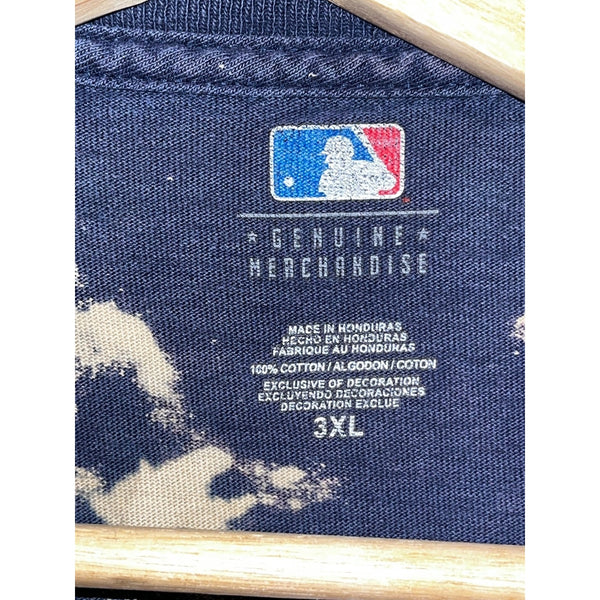 ★ GENUINE ★
MERCHANDISE
MADE IN HONDURAS
HECHO EN HONDURAS
FABRIQUE AU HONDURAS
100% COTTON / ALGODON / COTON
EXCLUSIVE OF DECORATION
EXCLUYENDO DECORACIONES
DECORATION EXCLUE
3XL